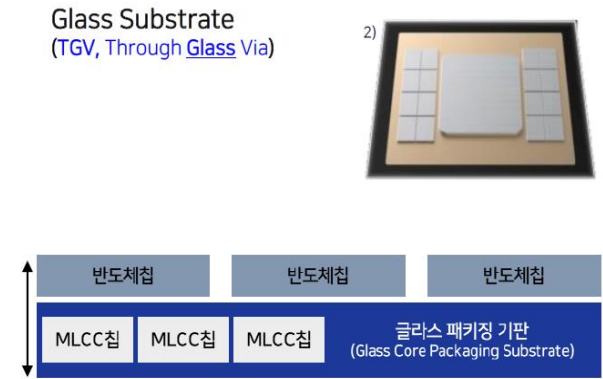 Glass Substrate
(TGV, Through Glass Via)
2)
반도체칩 반도체칩 반도체칩
MLCC칩 MLCC칩 MLCC칩
글라스 패키징 기판
(Glass Core Packaging Substrate)